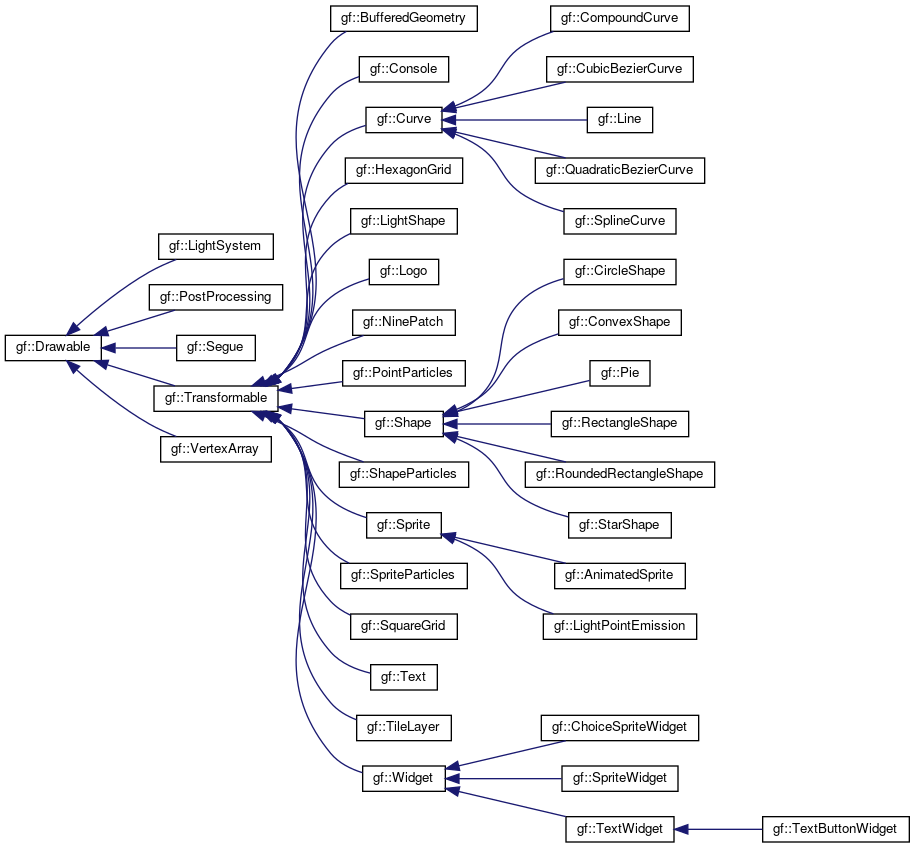 gf::BufferedGeometry
gf::CompoundCurve
gf::Console
gf::CubicBezierCurve
gf::Curve
gf::Line
gf::HexagonGrid
gf::QuadraticBezierCurve
gf::LightShape
gf::SplineCurve
gf::LightSystem
gf::Logo
gf::CircleShape
gf::PostProcessing
gf::NinePatch
gf::ConvexShape
gf::Drawable
gf::Segue
gf::PointParticles
gf::Pie
gf::Transformable
gf::Shape
gf::RectangleShape
gf::VertexArray
gf::ShapeParticles
gf::RoundedRectangleShape
gf::Sprite
gf::StarShape
gf::SpriteParticles
gf::AnimatedSprite
gf::SquareGrid
gf::LightPointEmission
gf::Text
gf::TileLayer
gf::ChoiceSpriteWidget
gf::Widget
gf::SpriteWidget
gf::TextWidget
gf::TextButtonWidget